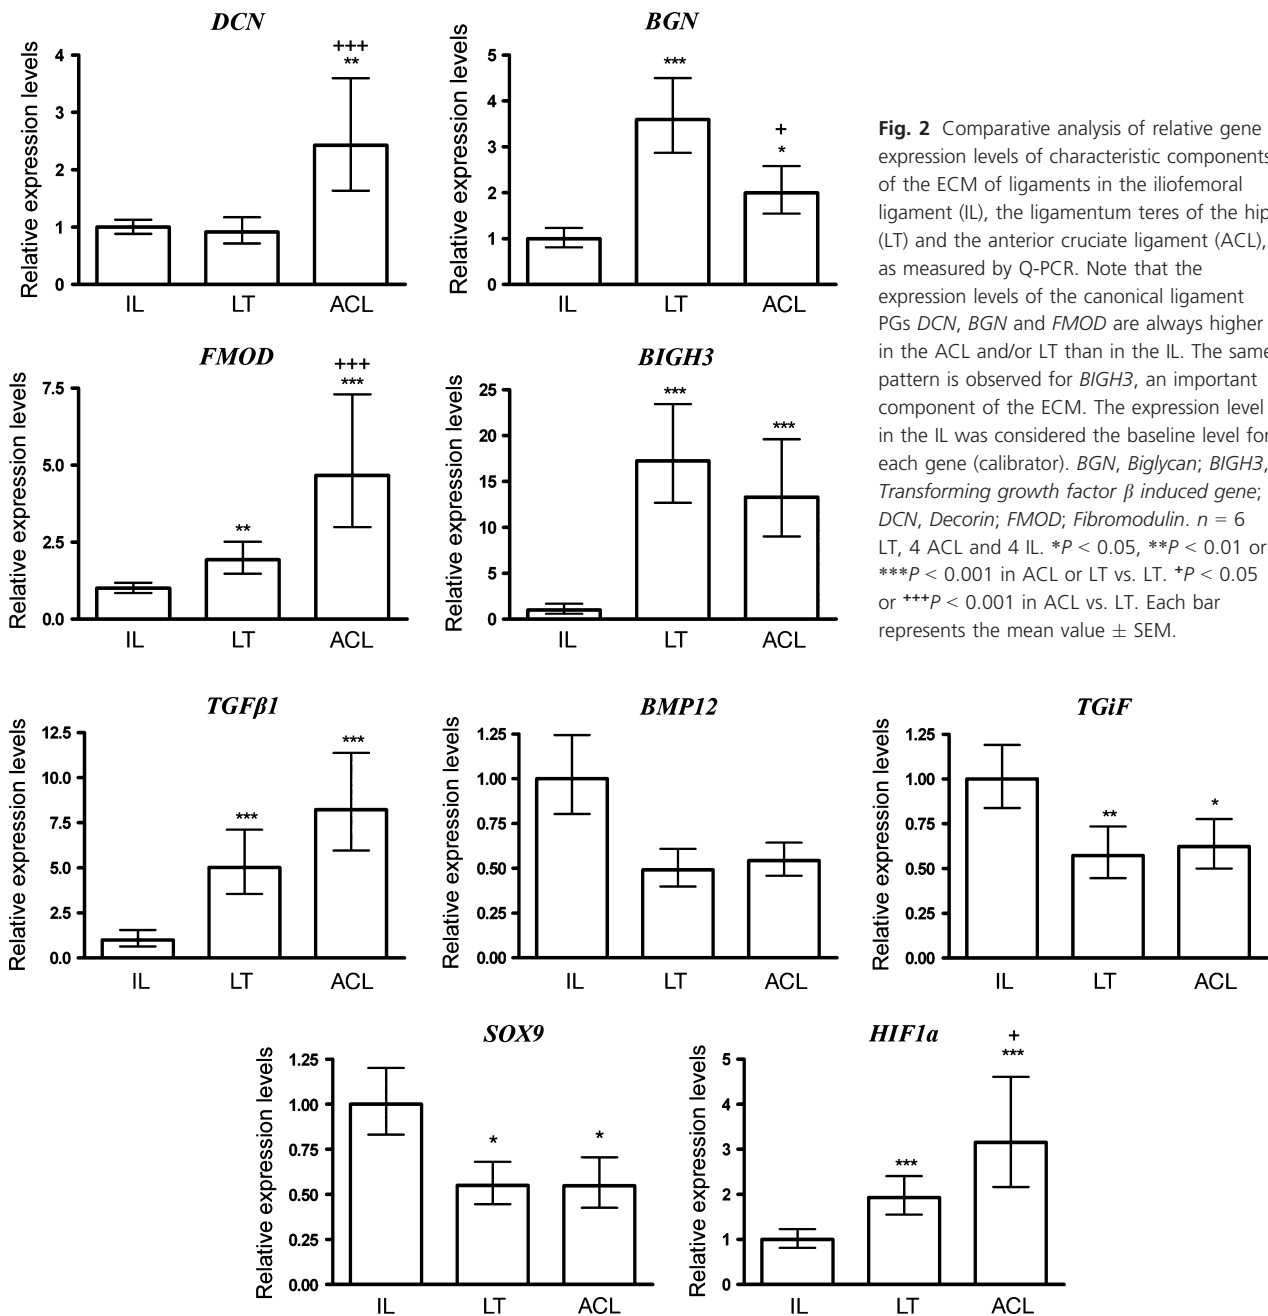 DCN
Relative expression levels
4
3
2
1
0
+++
**
IL LT ACL
BGN
Relative expression levels
5
4
3
2
1
0
***
+
*
IL LT ACL
Fig. 2 Comparative analysis of relative gene
expression levels of characteristic components
of the ECM of ligaments in the iliofemoral
ligament (IL), the ligamentum teres of the hip
(LT) and the anterior cruciate ligament (ACL),
as measured by Q-PCR. Note that the
expression levels of the canonical ligament
PGs DCN, BGN and FMOD are always higher
in the ACL and/or LT than in the IL. The same
pattern is observed for BIGH3, an important
component of the ECM. The expression level
in the IL was considered the baseline level for
each gene (calibrator). BGN, Biglycan; BIGH3,
Transforming growth factor β induced gene;
DCN, Decorin; FMOD; Fibromodulin. n = 6
LT, 4 ACL and 4 IL. *P < 0.05, **P < 0.01 or
***P < 0.001 in ACL or LT vs. LT. +P < 0.05
or +++P < 0.001 in ACL vs. LT. Each bar
represents the mean value ± SEM.
FMOD
Relative expression levels
7.5
5.0
2.5
0.0
**
+++
***
IL LT ACL
BIGH3
Relative expression levels
25
20
15
10
5
0
***
***
IL LT ACL
TGFβ1
Relative expression levels
12.5
10.0
7.5
5.0
2.5
0.0
***
***
IL LT ACL
BMP12
Relative expression levels
1.25
1.00
0.75
0.50
0.25
0.00
IL LT ACL
TGiF
Relative expression levels
1.25
1.00
0.75
0.50
0.25
0.00
**
*
IL LT ACL
SOX9
Relative expression levels
1.25
1.00
0.75
0.50
0.25
0.00
*
*
IL LT ACL
HIF1a
Relative expression levels
5
4
3
2
1
0
***
+
***
IL LT ACL